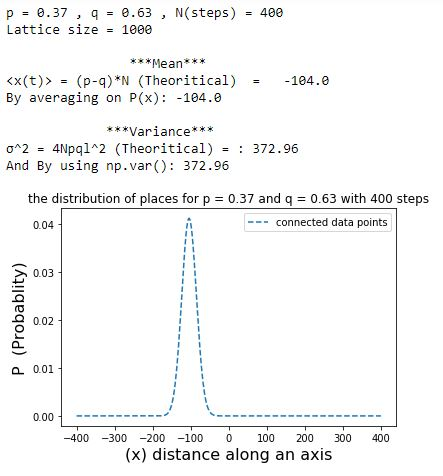 p = 0.37 , q = 0.63 , N(steps) = 400
Lattice size = 1000
***Mean***
<x(t)> = (p-q)*N (Theoritical) = -104.0
By averaging on P(x): -104.0
***Variance***
σ^2 = 4Npql^2 (Theoritical) = : 372.96
And By using np.var(): 372.96
the distribution of places for p = 0.37 and q = 0.63 with 400 steps
connected data points
0.04
0.03
0.02
0.01
0.00
P (Probablity)
−400 −300 −200 −100 0 100 200 300 400
(x) distance along an axis